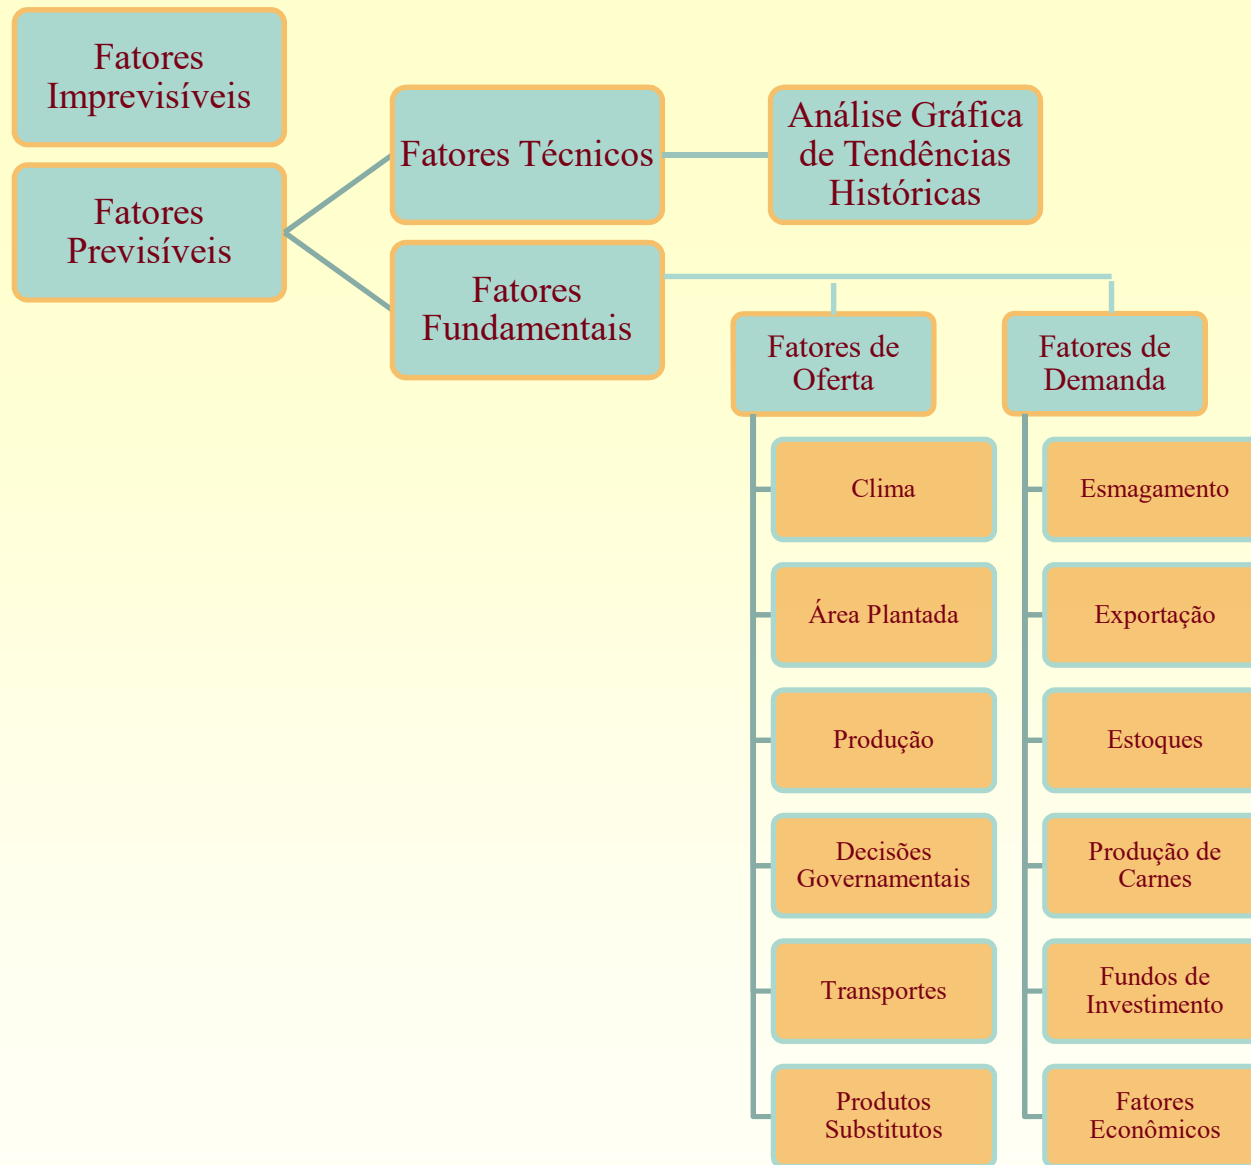 Fatores
Imprevisíveis
Fatores
Previsíveis
Fatores Técnicos
Análise Gráfica
de Tendências
Históricas
Fatores
Fundamentais
Fatores de
Oferta
Clima
Área Plantada
Produção
Decisões
Governamentais
Transportes
Produtos
Substitutos
Fatores de
Demanda
Esmagamento
Exportação
Estoques
Produção de
Carnes
Fundos de
Investimento
Fatores
Econômicos